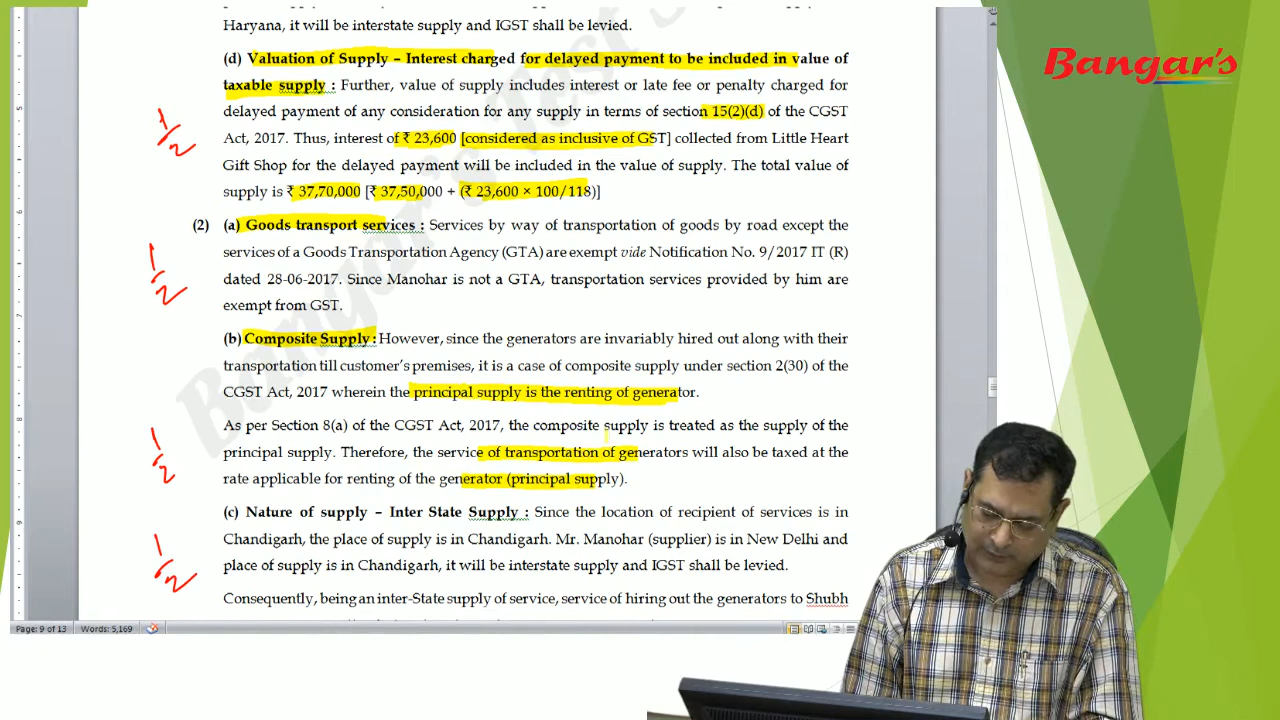 Haryana, it will be interstate supply and IGST shall be levied.
Bangar's
(d) Valuation of Supply – Interest charged for delayed payment to be included in value of
taxable supply : Further, value of supply includes interest or late fee or penalty charged for
delayed payment of any consideration for any supply in terms of section 15(2)(d) of the CGST
Act, 2017. Thus, interest of ₹ 23,600 [considered as inclusive of GST] collected from Little Heart
Gift Shop for the delayed payment will be included in the value of supply. The total value of
supply is ₹ 37,70,000 [₹ 37,50,000 + (₹ 23,600 × 100/118)]
1/2
(2) (a) Goods transport services : Services by way of transportation of goods by road except the
services of a Goods Transportation Agency (GTA) are exempt vide Notification No. 9/2017 IT (R)
dated 28-06-2017. Since Manohar is not a GTA, transportation services provided by him are
exempt from GST.
1/2
(b) Composite Supply : However, since the generators are invariably hired out along with their
transportation till customer's premises, it is a case of composite supply under section 2(30) of the
CGST Act, 2017 wherein the principal supply is the renting of generator.
As per Section 8(a) of the CGST Act, 2017, the composite supply is treated as the supply of the
principal supply. Therefore, the service of transportation of generators will also be taxed at the
rate applicable for renting of the generator (principal supply).
1/2
(c) Nature of supply – Inter State Supply : Since the location of recipient of services is in
Chandigarh, the place of supply is in Chandigarh. Mr. Manohar (supplier) is in New Delhi and
place of supply is in Chandigarh, it will be interstate supply and IGST shall be levied.
1/2
Consequently, being an inter-State supply of service, service of hiring out the generators to Shubh
Page: 9 of 13 Words: 5,169